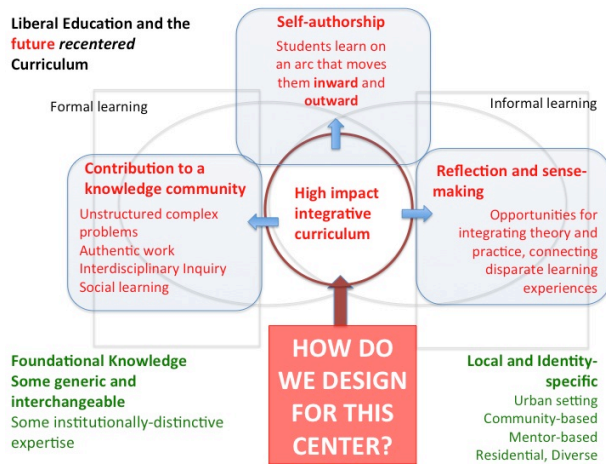 Liberal Education and the
future recentered
Curriculum
Self-authorship
Students learn on
an arc that moves
them inward and
outward
Formal learning
Informal learning
Contribution to a
knowledge community
Unstructured complex
problems
Authentic work
Interdisciplinary Inquiry
Social learning
High impact
integrative
curriculum
Reflection and sense-
making
Opportunities for
integrating theory and
practice, connecting
disparate learning
experiences
HOW DO
WE DESIGN
FOR THIS
CENTER?
Foundational Knowledge
Some generic and
interchangeable
Some institutionally-distinctive
expertise
Local and Identity-
specific
Urban setting
Community-based
Mentor-based
Residential, Diverse